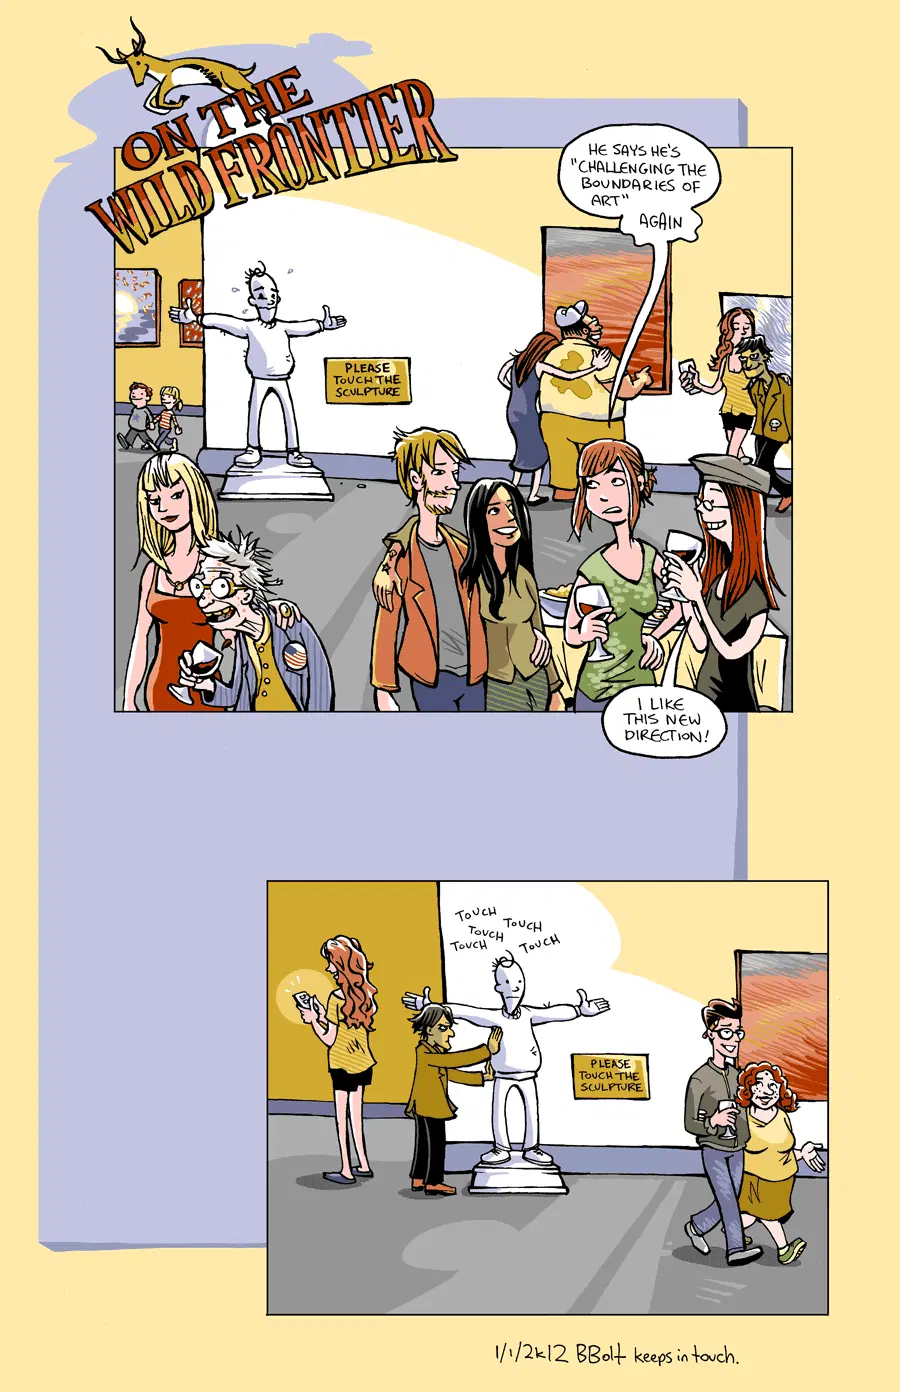 ON THE
WILD FRONTIER
HE SAYS HE'S
"CHALLENGING THE
BOUNDARIES OF
ART"
AGAIN
PLEASE
TOUCH THE
SCULPTURE
I LIKE
THIS NEW
DIRECTION!
TOUCH
TOUCH
TOUCH
TOUCH
TOUCH
PLEASE
TOUCH THE
SCULPTURE
1/1/2k12 BBolt keeps in touch.